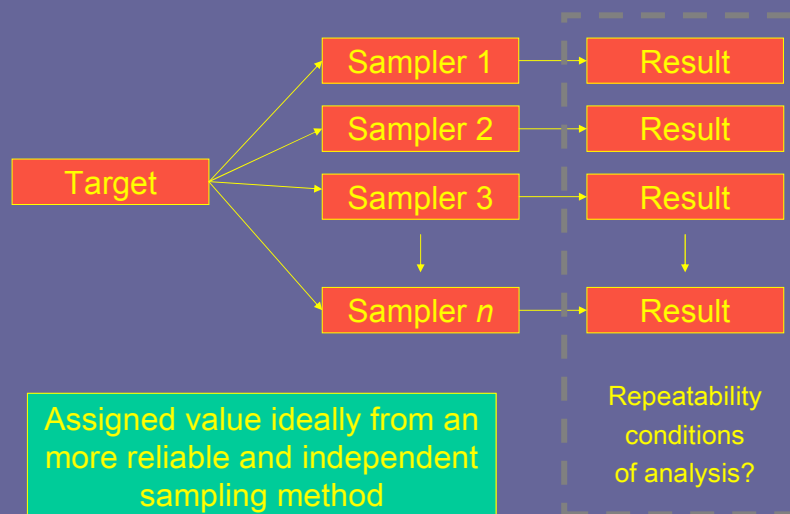 Sampler 1
Result
Sampler 2
Result
Target
Sampler 3
Result
Sampler n
Result
Assigned value ideally from an
more reliable and independent
sampling method
Repeatability
conditions
of analysis?